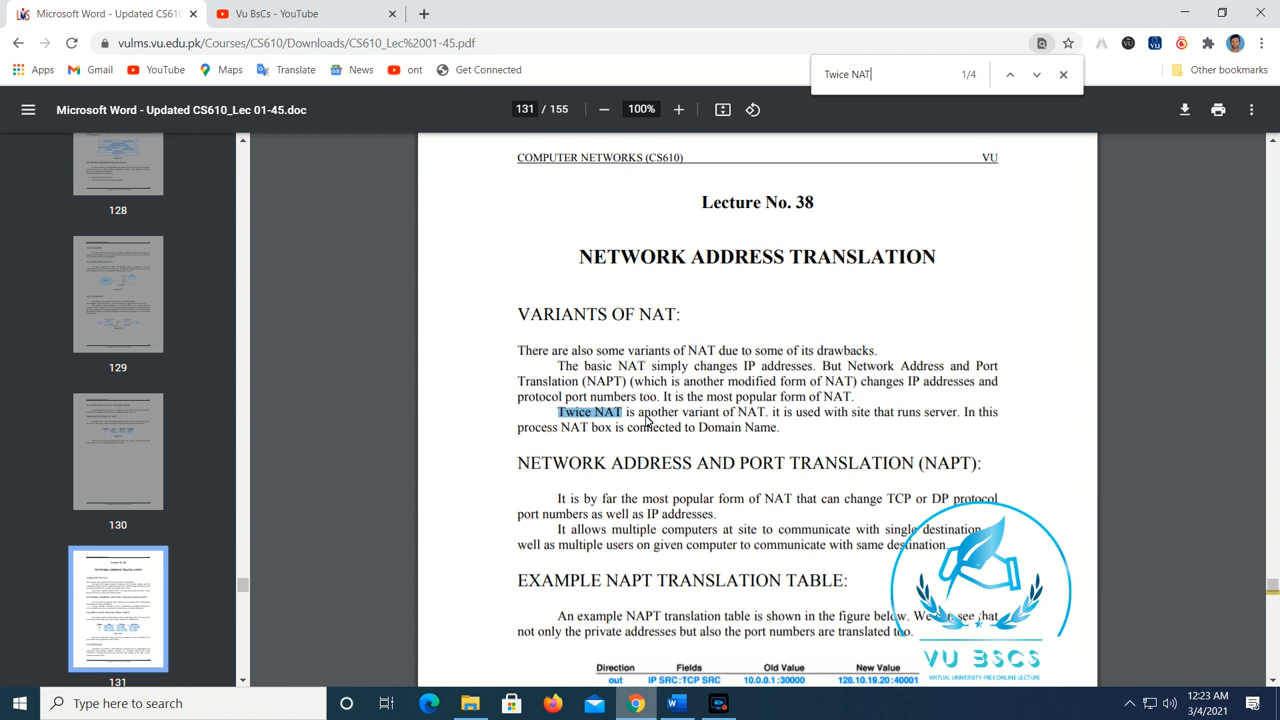 Microsoft Word - Updated CS610
Vu BsCs - YouTube
vulms.vu.edu.pk/Courses/CS610/Downloads/CS610_Lec%2001-45.pdf
Apps
Gmail
YouTube
Maps
Translate
News
ont
Get Connected
Other bookmarks
Twice NAT
1/4
Microsoft Word - Updated CS610_Lec 01-45.doc
131 / 155
100%
128
129
130
131
COMPUTER NETWORKS (CS610) VU
Lecture No. 38
NETWORK ADDRESS TRANSLATION
VARIANTS OF NAT:
There are also some variants of NAT due to some of its drawbacks.
The basic NAT simply changes IP addresses. But Network Address and Port
Translation (NAPT) (which is another modified form of NAT) changes IP addresses and
protocol port numbers too. It is the most popular form of NAT.
Twice NAT is another variant of NAT. it is used with site that runs server. In this
process NAT box is connected to Domain Name.
NETWORK ADDRESS AND PORT TRANSLATION (NAPT):
It is by far the most popular form of NAT that can change TCP or DP protocol
port numbers as well as IP addresses.
It allows multiple computers at site to communicate with single destination
well as multiple users on given computer to communicate with same destination.
EXAMPLE NAPT TRANSLATION TABLE:
An example NAPT translation table is shown in the figure below. We see that
not only the private addresses but also the port numbers are translated too.
Direction Fields Old Value New Value
out IP SRC:TCP SRC 10.0.0.1 :30000 128.10.19.20 :40001
VU BSCS
VIRTUAL UNIVERSITY FREE ONLINE LECTURE
Type here to search
12:23 AM
3/4/2021